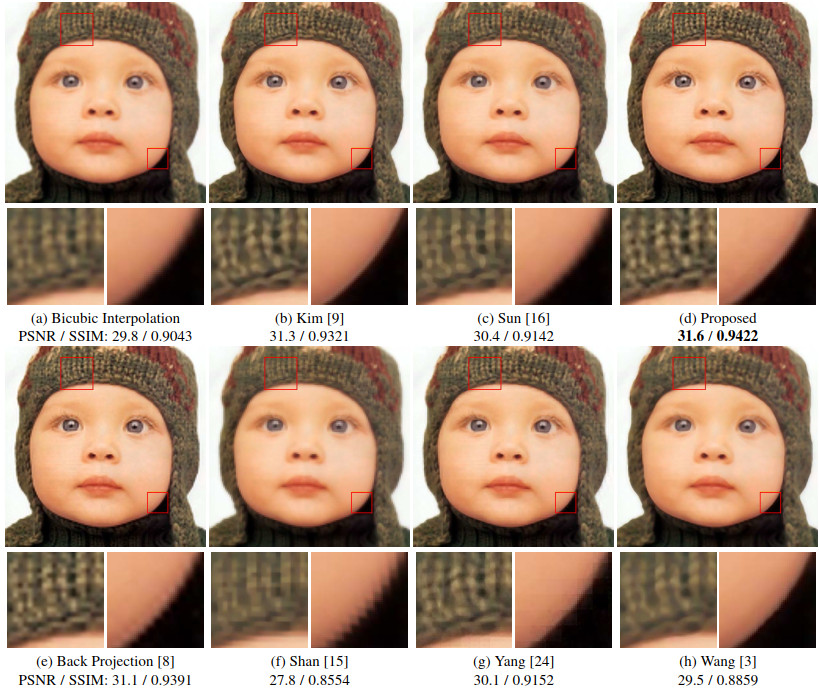 (a) Bicubic Interpolation (b) Kim [9] (c) Sun [16] (d) Proposed
PSNR / SSIM: 29.8 / 0.9043 31.3 / 0.9321 30.4 / 0.9142 31.6 / 0.9422
(e) Back Projection [8] (f) Shan [15] (g) Yang [24] (h) Wang [3]
PSNR / SSIM: 31.1 / 0.9391 27.8 / 0.8554 30.1 / 0.9152 29.5 / 0.8859